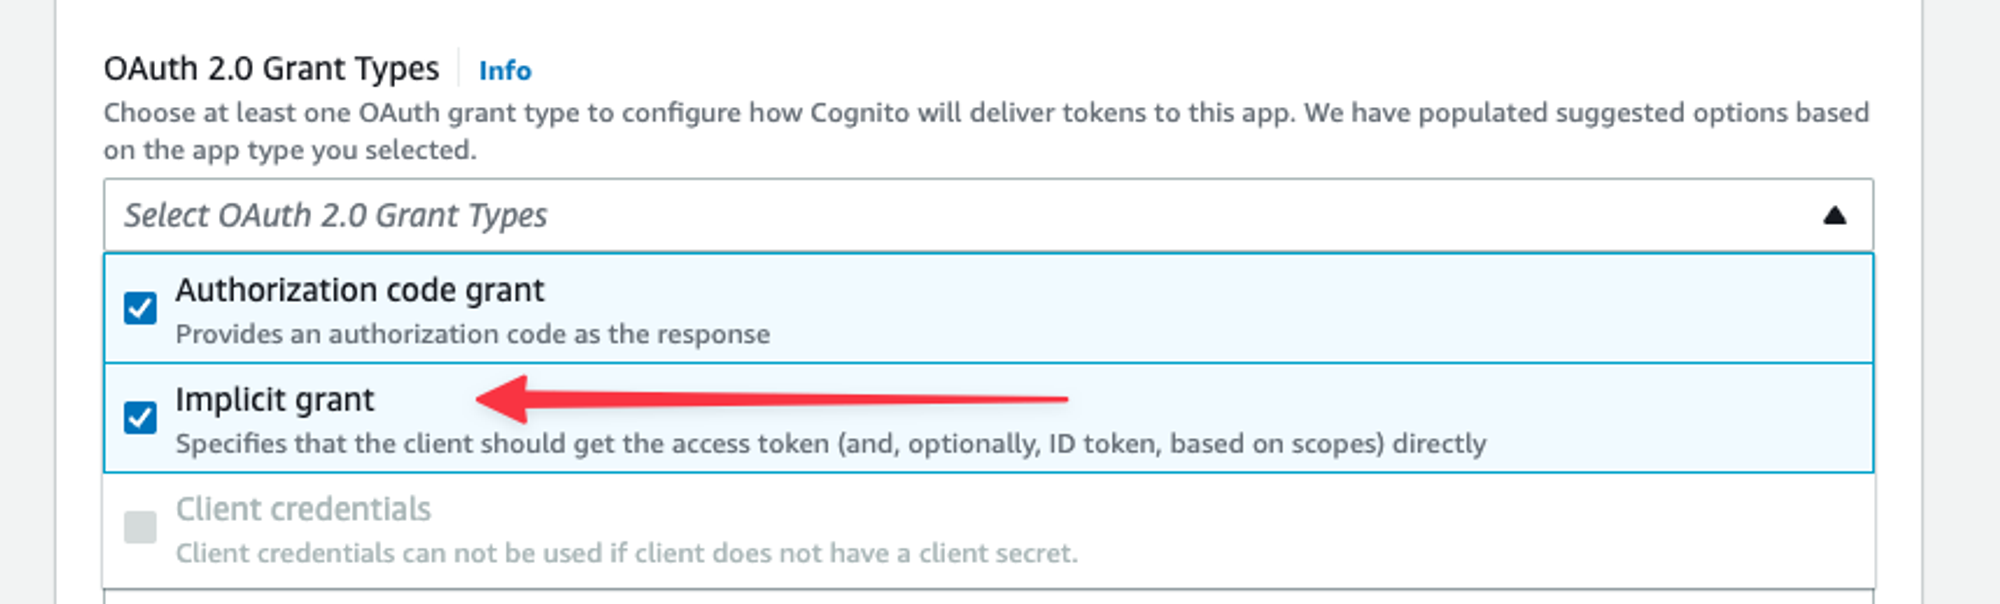 OAuth 2.0 Grant Types Info
Choose at least one OAuth grant type to configure how Cognito will deliver tokens to this app. We have populated suggested options based
on the app type you selected.
Select OAuth 2.0 Grant Types
Authorization code grant
Provides an authorization code as the response
Implicit grant
Specifies that the client should get the access token (and, optionally, ID token, based on scopes) directly
Client credentials
Client credentials can not be used if client does not have a client secret.